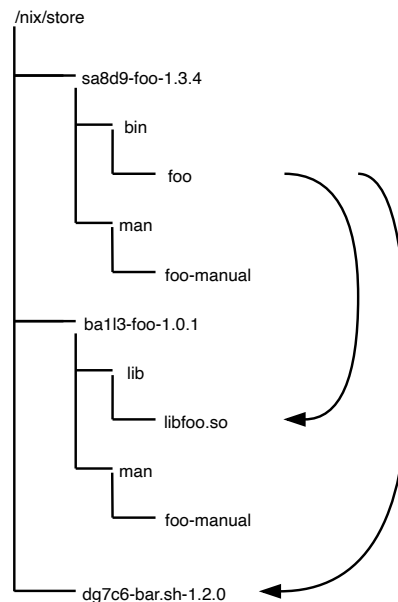 /nix/store
sa8d9-foo-1.3.4
bin
foo
man
foo-manual
ba1l3-foo-1.0.1
lib
libfoo.so
man
foo-manual
dg7c6-bar.sh-1.2.0